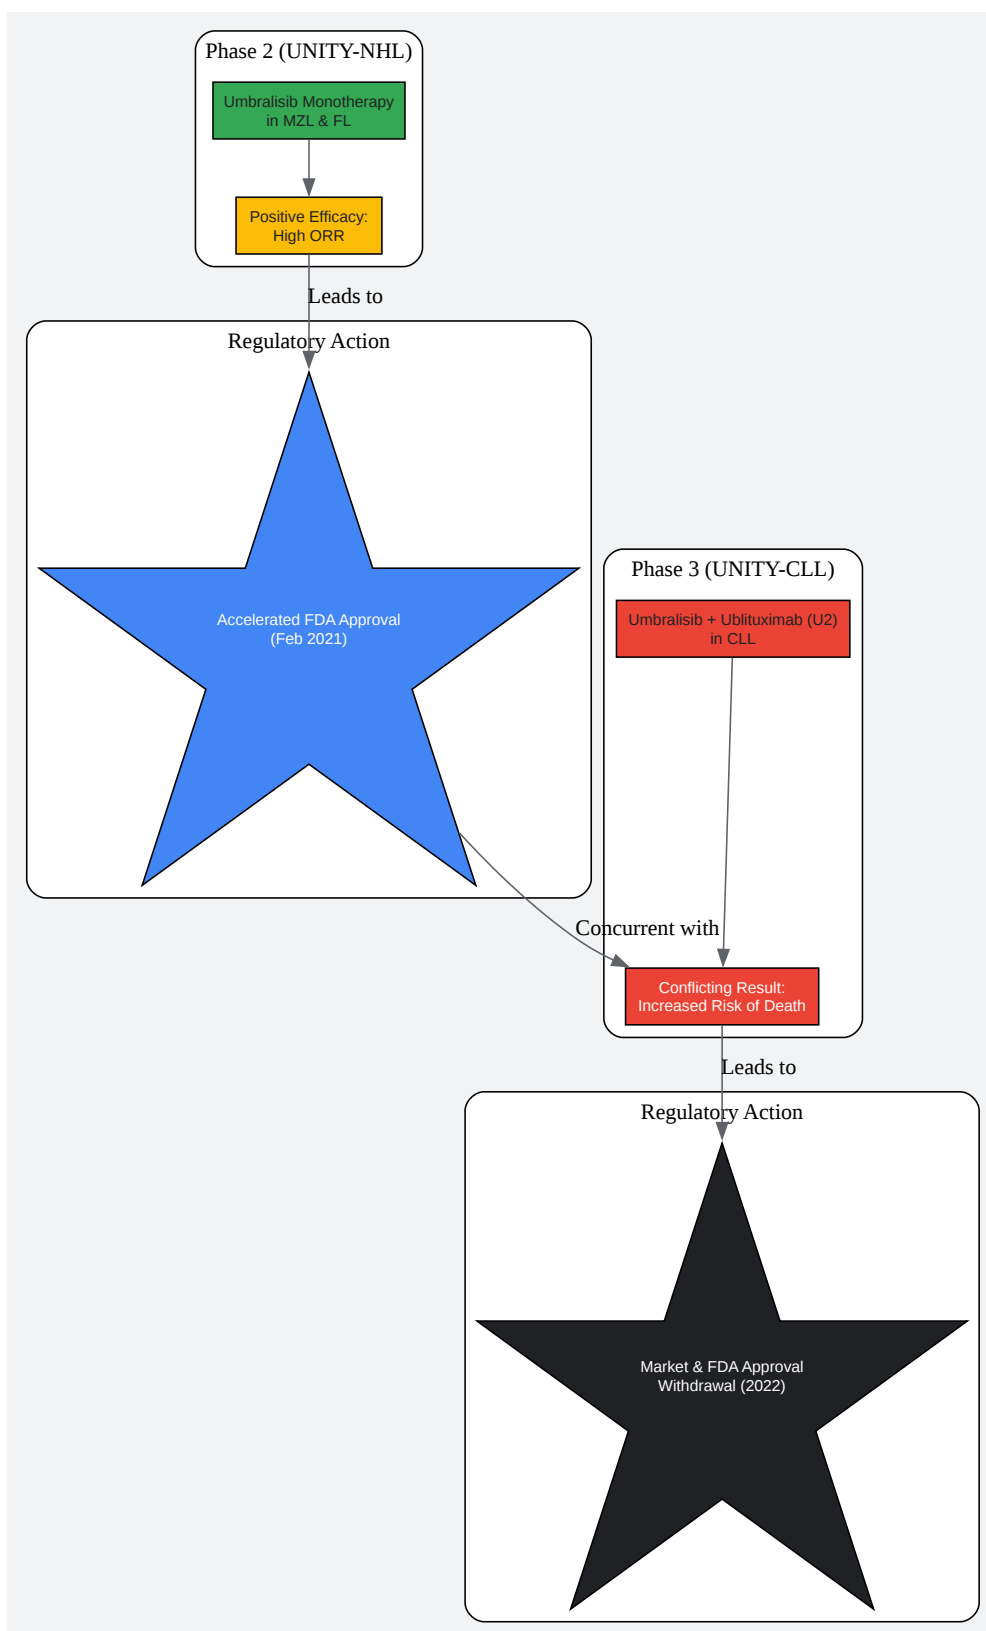 Phase 2 (UNITY-NHL)
Umbralisib Monotherapy
in MZL & FL
Positive Efficacy:
High ORR
Leads to
Regulatory Action
Accelerated FDA Approval
(Feb 2021)
Phase 3 (UNITY-CLL)
Umbralisib + Ublituximab (U2)
in CLL
Concurrent with
Conflicting Result:
Increased Risk of Death
Leads to
Regulatory Action
Market & FDA Approval
Withdrawal (2022)